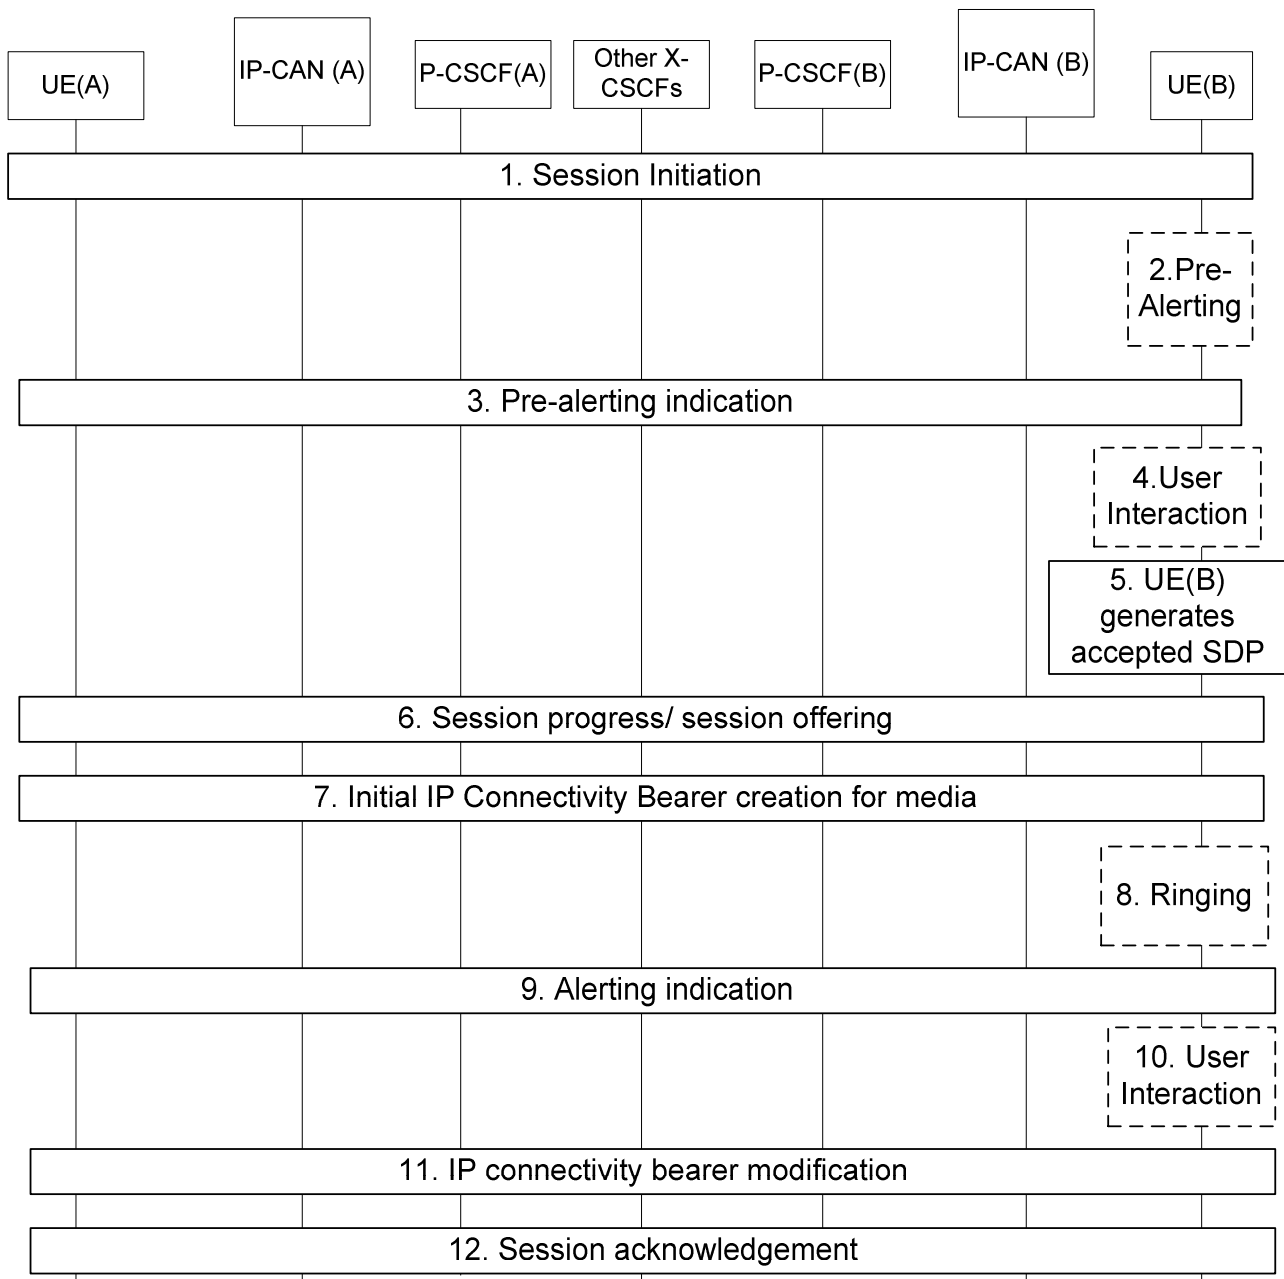 UE(A)
IP-CAN (A)
P-CSCF(A)
Other X-
CSCFs
P-CSCF(B)
IP-CAN (B)
UE(B)
1. Session Initiation
2.Pre-
Alerting
3. Pre-alerting indication
4.User
Interaction
5. UE(B)
generates
accepted SDP
6. Session progress/ session offering
7. Initial IP Connectivity Bearer creation for media
8. Ringing
9. Alerting indication
10. User
Interaction
11. IP connectivity bearer modification
12. Session acknowledgement